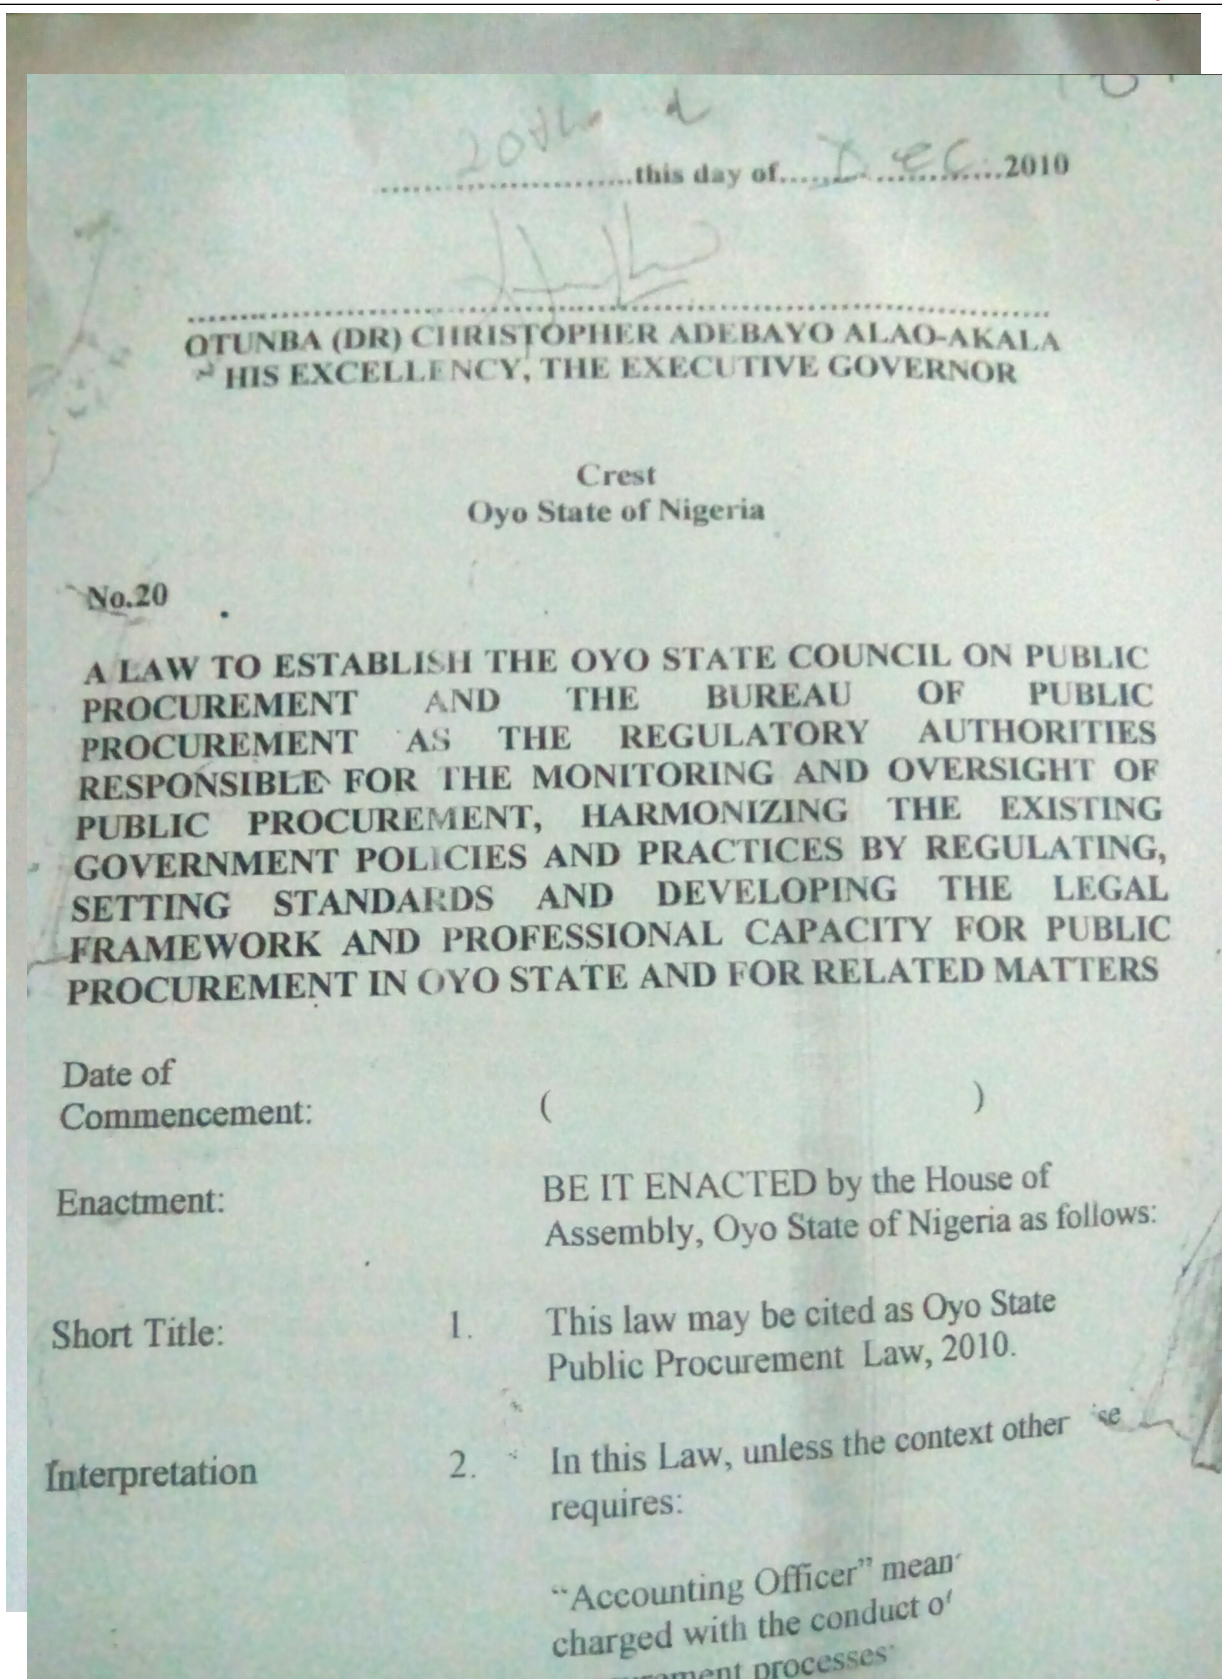 20th
....................this day of.....Dec.............2010
OTUNBA (DR) CHRISTOPHER ADEBAYO ALAO-AKALA
HIS EXCELLENCY, THE EXECUTIVE GOVERNOR
Crest
Oyo State of Nigeria
No.20
A LAW TO ESTABLISH THE OYO STATE COUNCIL ON PUBLIC
PROCUREMENT AND THE BUREAU OF PUBLIC
PROCUREMENT AS THE REGULATORY AUTHORITIES
RESPONSIBLE FOR THE MONITORING AND OVERSIGHT OF
PUBLIC PROCUREMENT, HARMONIZING THE EXISTING
GOVERNMENT POLICIES AND PRACTICES BY REGULATING,
SETTING STANDARDS AND DEVELOPING THE LEGAL
FRAMEWORK AND PROFESSIONAL CAPACITY FOR PUBLIC
PROCUREMENT IN OYO STATE AND FOR RELATED MATTERS
Date of
Commencement: ( )
Enactment: BE IT ENACTED by the House of
Assembly, Oyo State of Nigeria as follows:
Short Title: 1. This law may be cited as Oyo State
Public Procurement Law, 2010.
Interpretation 2. In this Law, unless the context other se
requires:
"Accounting Officer" mean
charged with the conduct of
processes